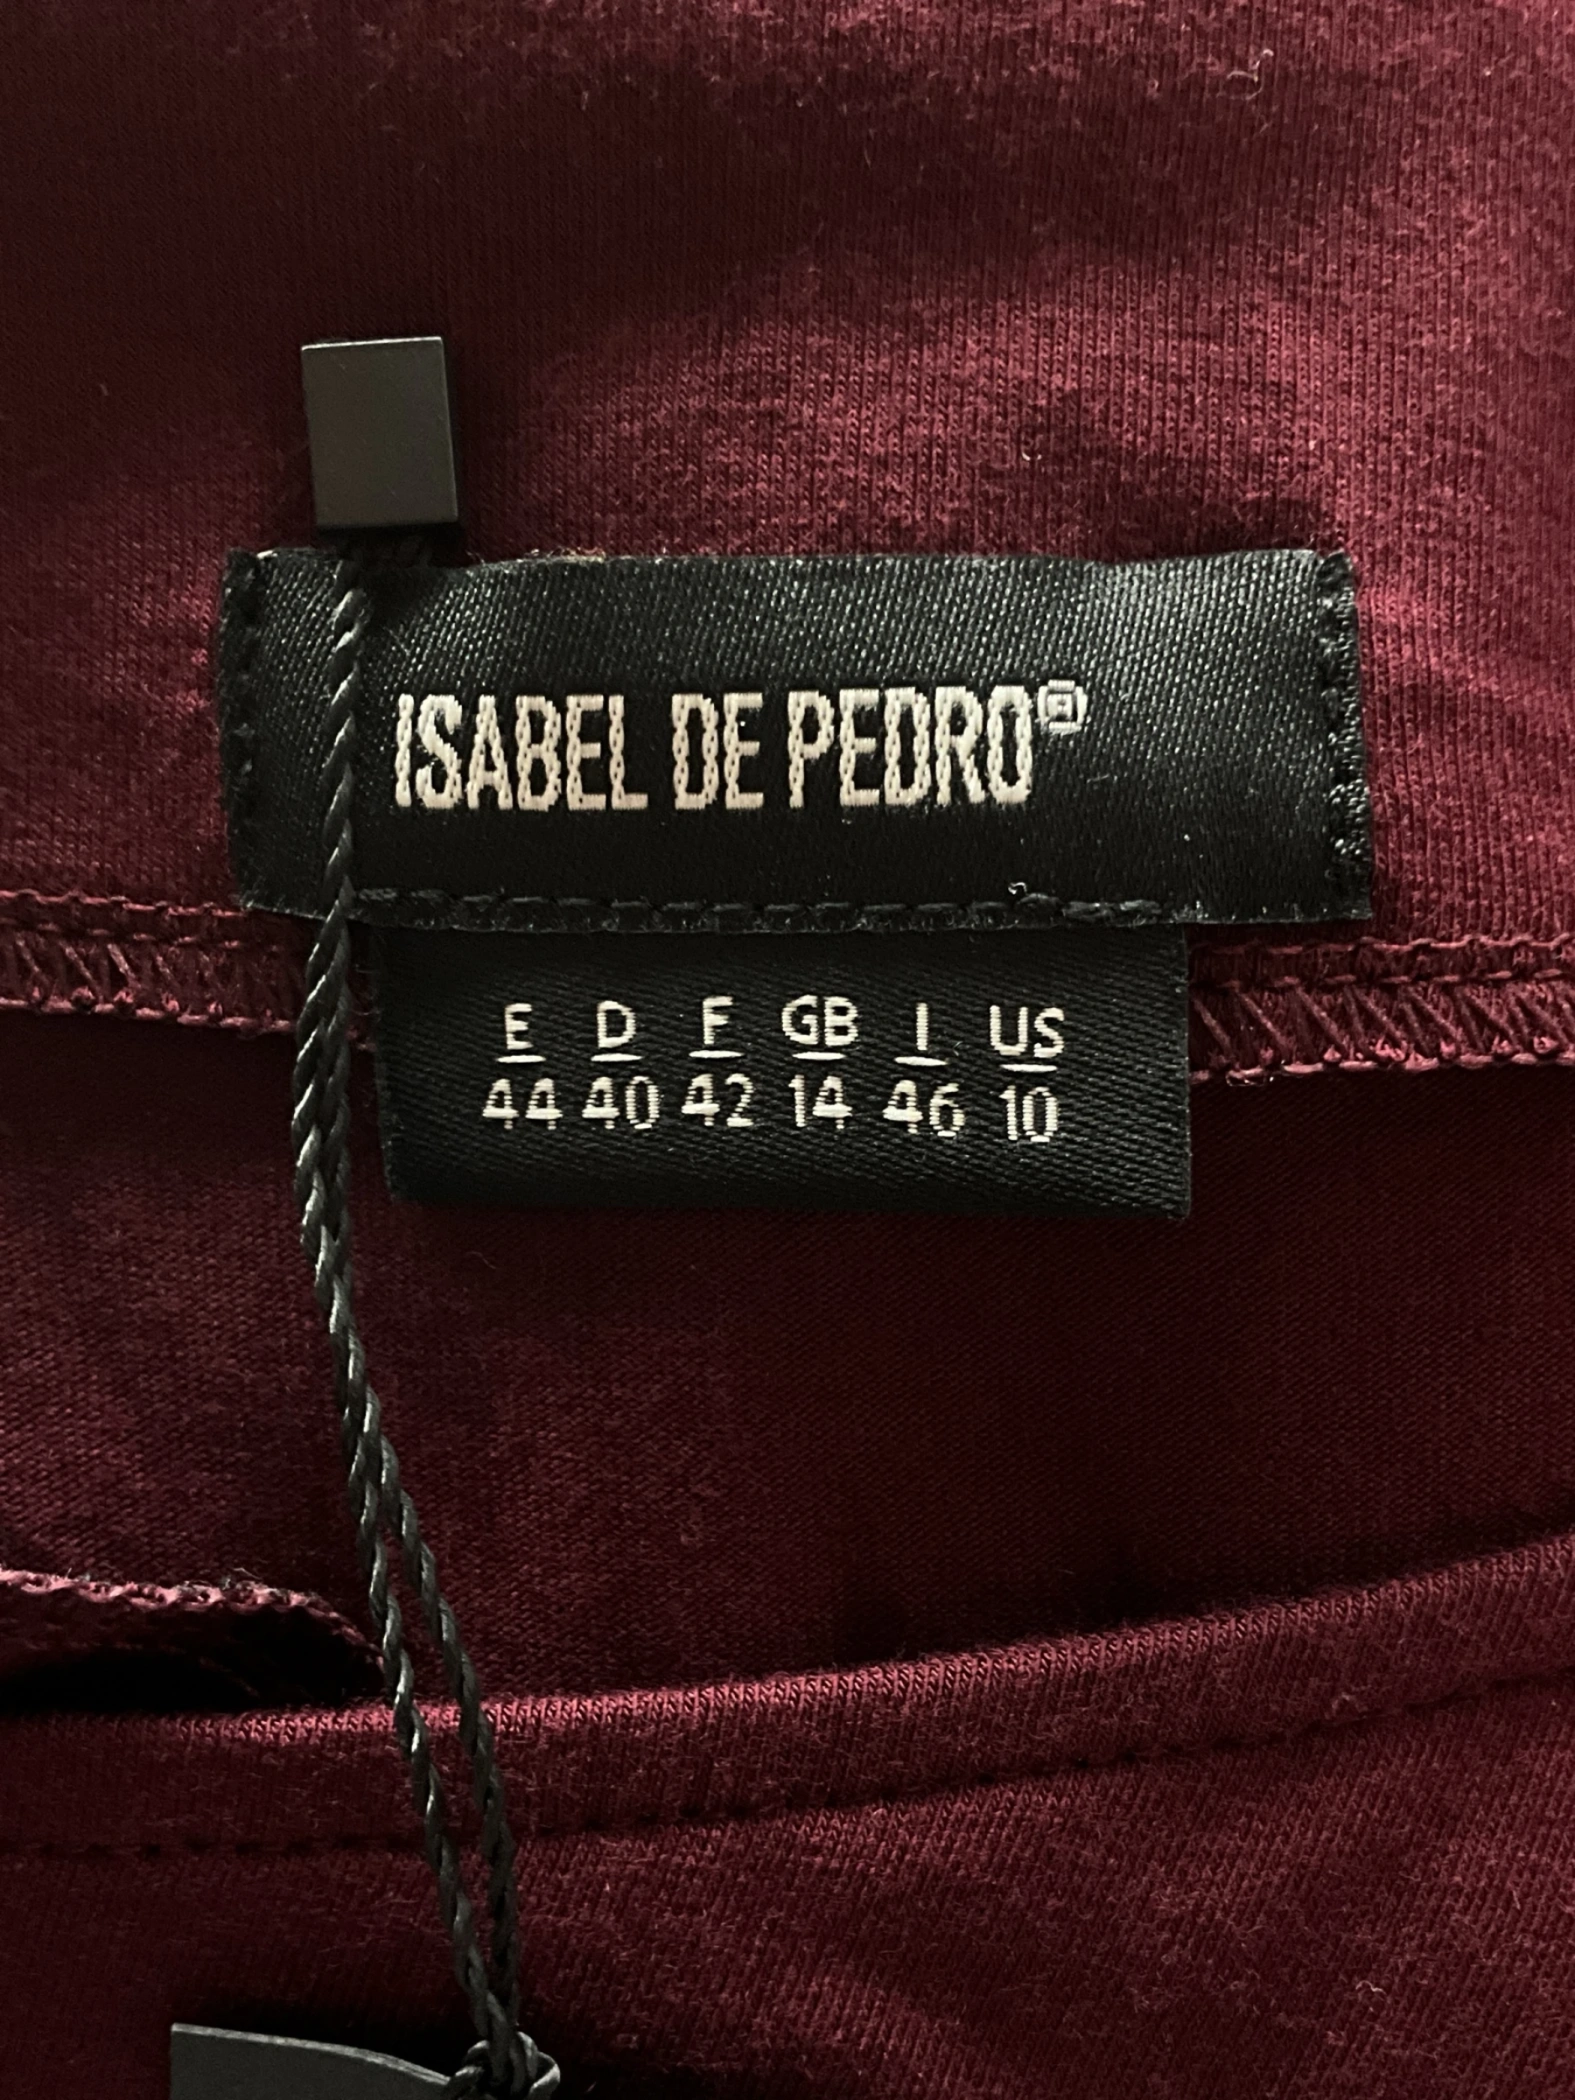 ISABEL DE PEDRO®
E D F GB I US
44 40 42 14 46 10